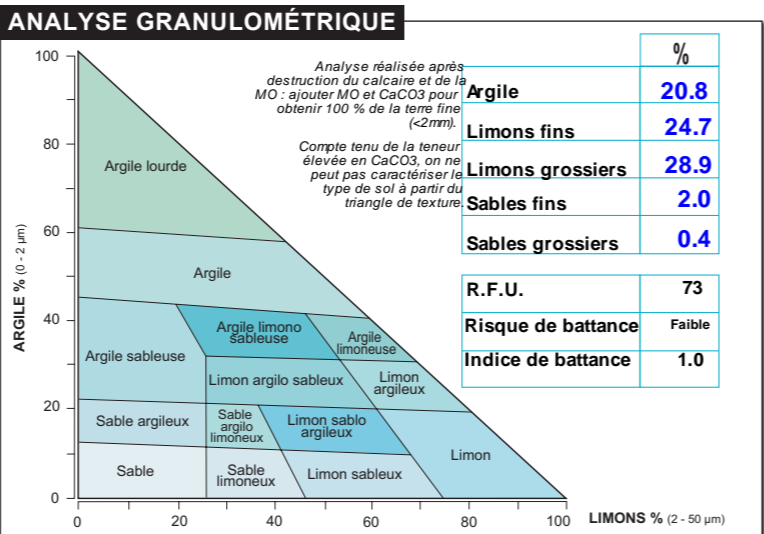 ANALYSE GRANULOMÉTRIQUE
Analyse réalisée après
destruction du calcaire et de la
MO : ajouter MO et CaCO3 pour
obtenir 100 % de la terre fine
(<2mm).
Compte tenu de la teneur
élevée en CaCO3, on ne
peut pas caractériser le
type de sol à partir du
triangle de texture.
%
Argile 20.8
Limons fins 24.7
Limons grossiers 28.9
Sables fins 2.0
Sables grossiers 0.4
R.F.U. 73
Risque de battance Faible
Indice de battance 1.0
ARGILE % (0 - 2 µm)
100
80
60
40
20
0
Argile lourde
Argile
Argile sableuse
Argile limono
sableuse
Argile
limoneuse
Limon argilo sableux
Limon
argileux
Sable argileux
Sable
argilo
limoneux
Limon sablo
argileux
Limon
Sable
Sable
limoneux
Limon sableux
0 20 40 60 80 100
LIMONS % (2 - 50 µm)